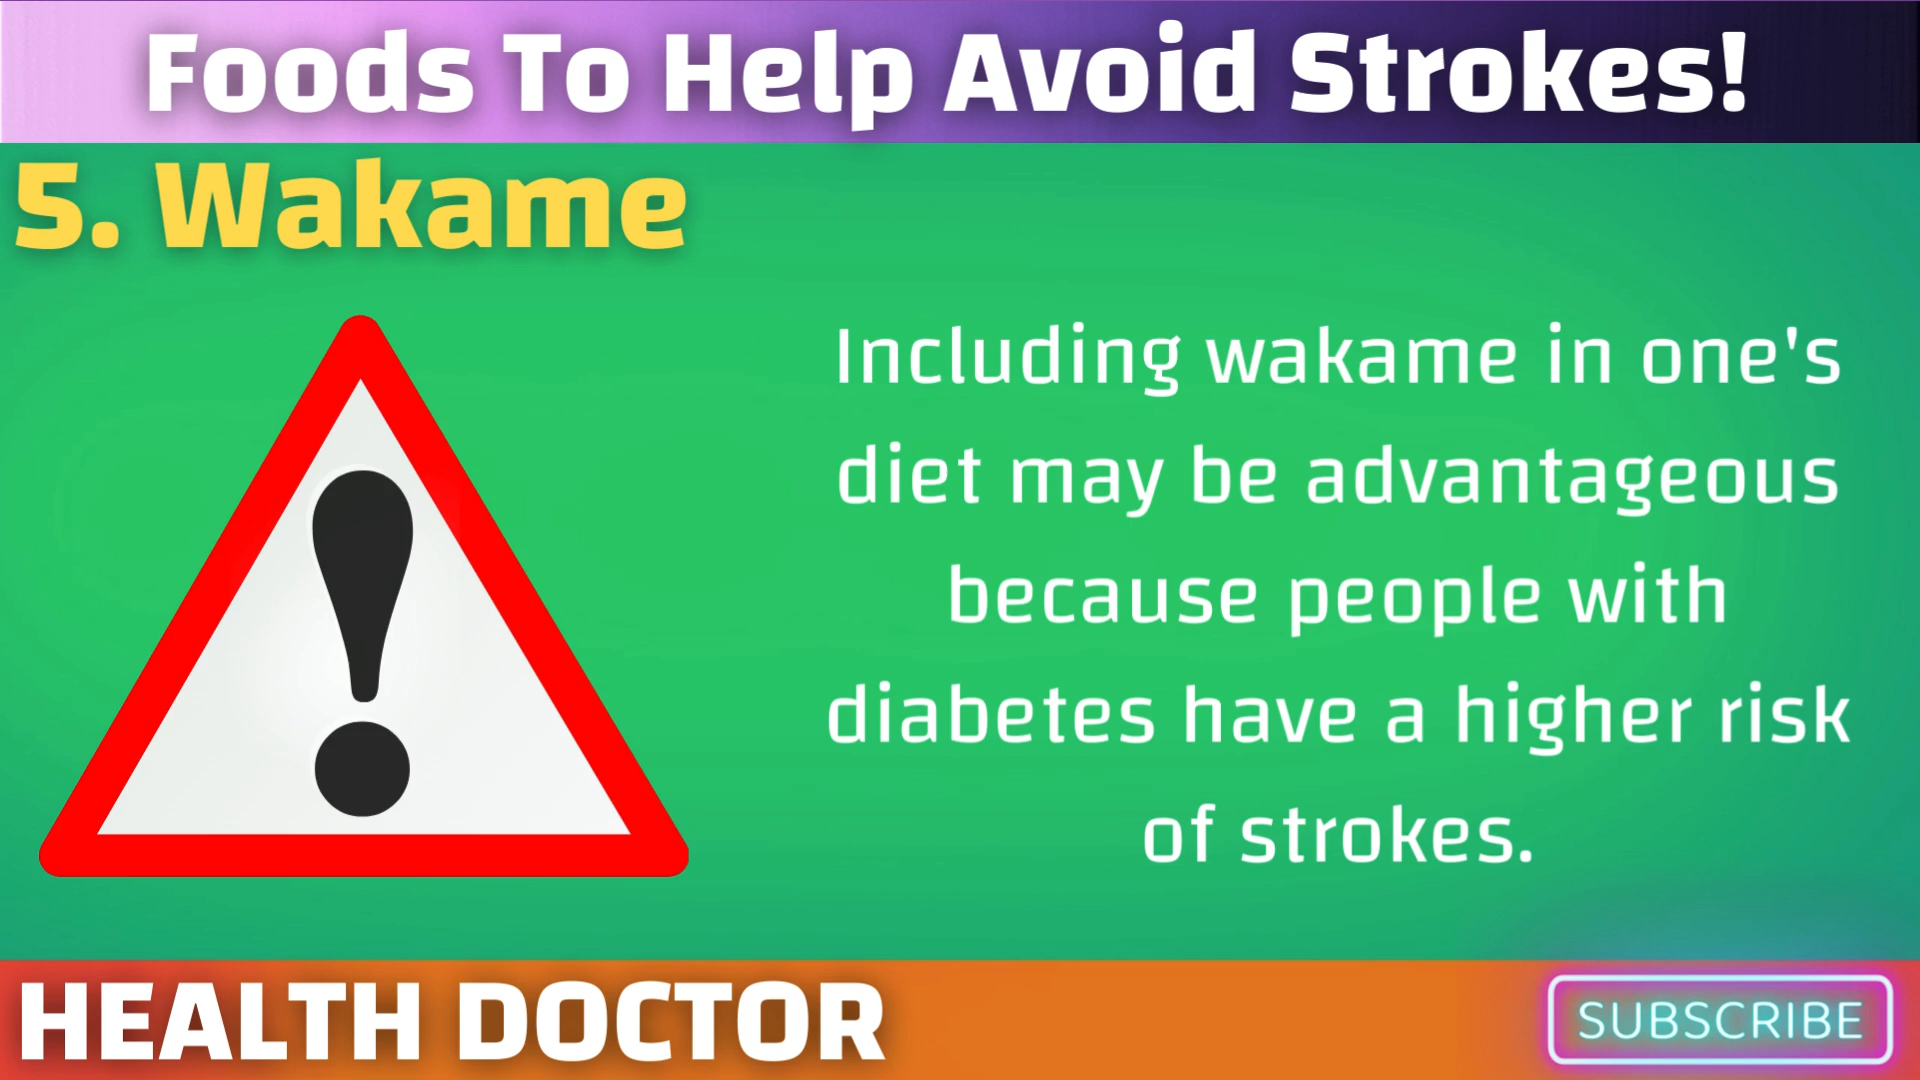 Foods To Help Avoid Strokes!
5. Wakame
Including wakame in one's
diet may be advantageous
because people with
diabetes have a higher risk
of strokes.
HEALTH DOCTOR
SUBSCRIBE